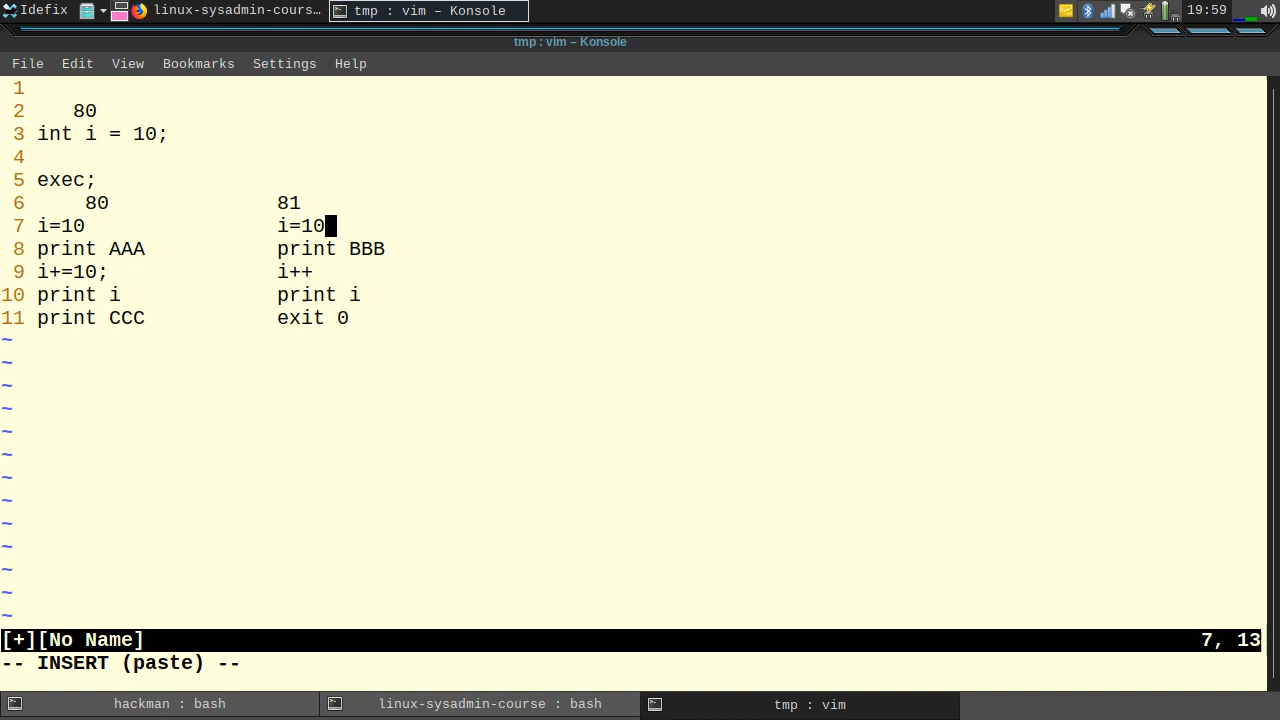 Idefix linux-sysadmin-cours… tmp : vim – Konsole 19:59
tmp : vim – Konsole
File Edit View Bookmarks Settings Help
1
2 80
3 int i = 10;
4
5 exec;
6 80 81
7 i=10 i=10
8 print AAA print BBB
9 i+=10; i++
10 print i print i
11 print CCC exit 0
~
~
~
~
~
~
~
~
~
~
~
~
~
[+][No Name] 7, 13
-- INSERT (paste) --
hackman : bash linux-sysadmin-course : bash tmp : vim